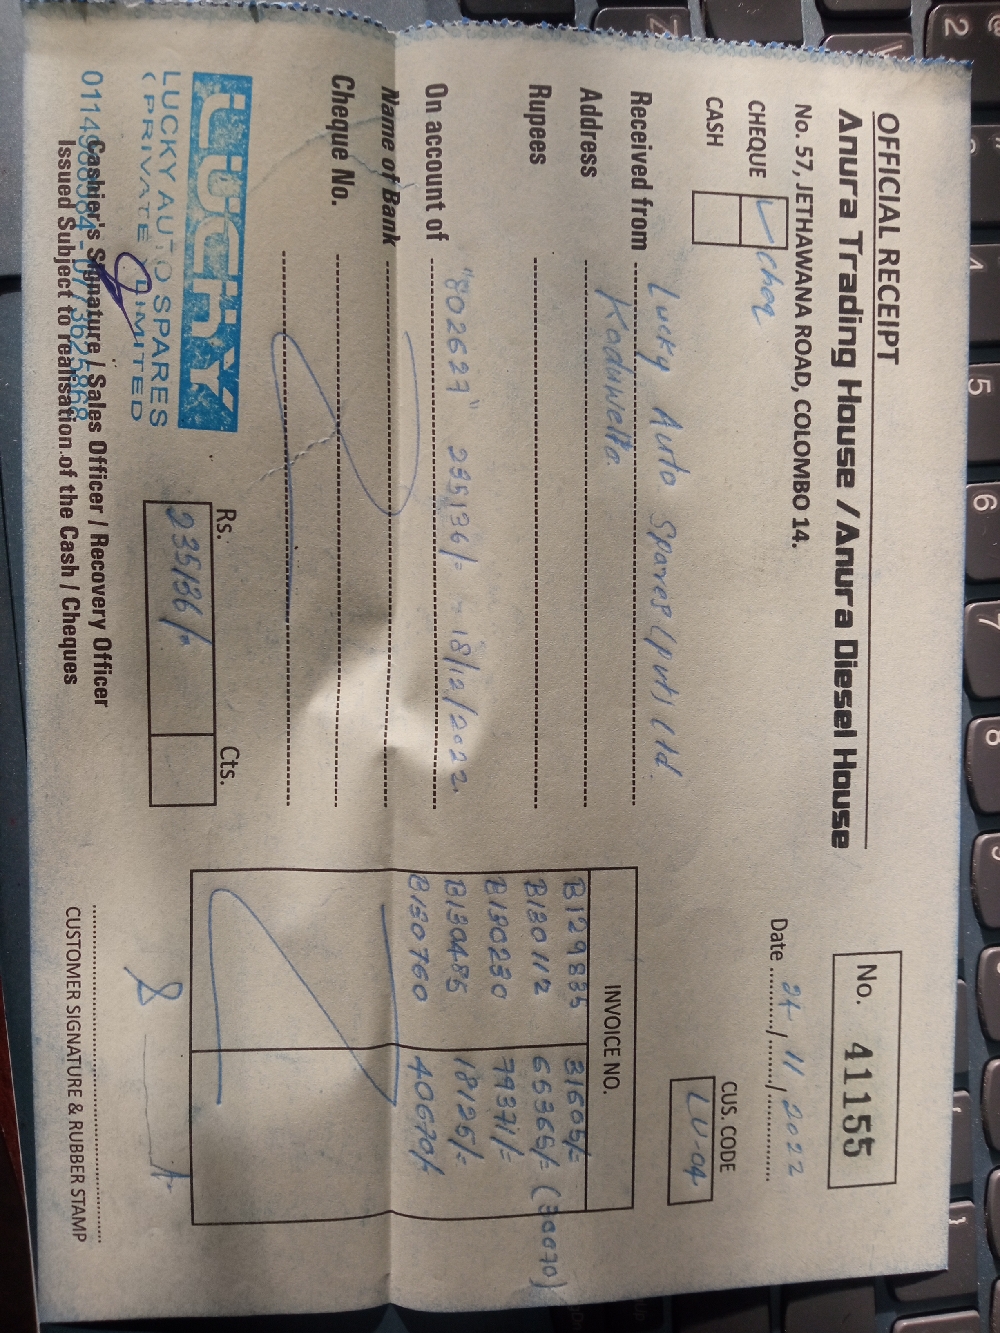 OFFICIAL RECEIPT
Anura Trading House / Anura Diesel House
No. 57, JETHAWANA ROAD, COLOMBO 14.
No. 41155
CHEQUE ✓ cheq
CASH
Date 24 / 11 / 2022
CUS. CODE
LU-04
Received from Lucky Auto Spares (pvt) Ltd.
Address Kaduwella.
Rupees
On account of "802627" 235136/= - 18/12/2022.
Name of Bank
Cheque No.
INVOICE NO.
B129835 31605/=
B130112 65365/= (30070)
B130230 79371/=
B130485 18125/=
B130760 40670/=
Rs. Cts.
235136/=
LUCKY
LUCKY AUTO SPARES
(PRIVATE) LIMITED
Cashier's Signature / Sales Officer / Recovery Officer
Issued Subject to realisation of the Cash / Cheques
CUSTOMER SIGNATURE & RUBBER STAMP